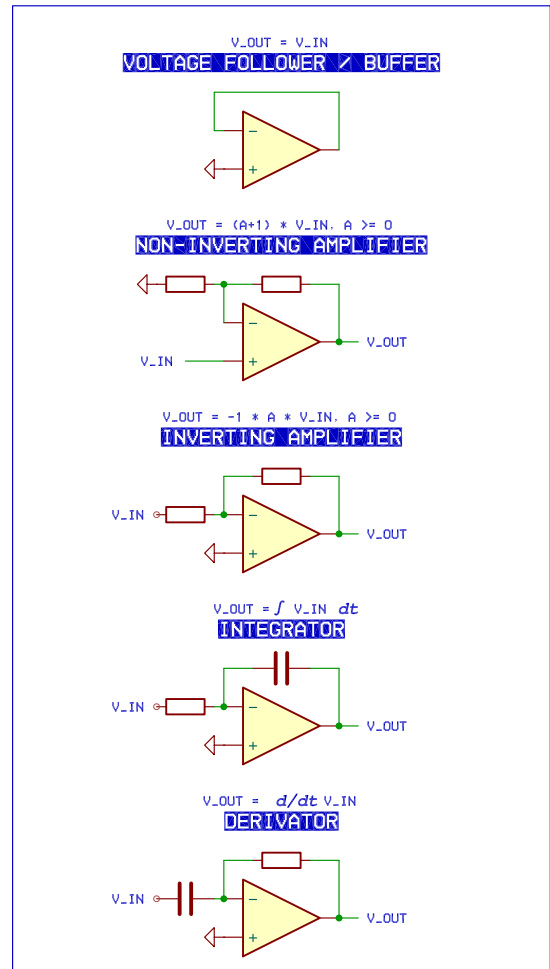 V_OUT = V_IN
VOLTAGE FOLLOWER / BUFFER
-
+
V_OUT = (A+1) * V_IN, A >= 0
NON-INVERTING AMPLIFIER
-
V_OUT
V_IN
+
V_OUT = -1 * A * V_IN, A >= 0
INVERTING AMPLIFIER
V_IN
-
V_OUT
+
V_OUT = ∫ V_IN dt
INTEGRATOR
V_IN
-
V_OUT
+
V_OUT = d/dt V_IN
DERIVATOR
V_IN
-
V_OUT
+